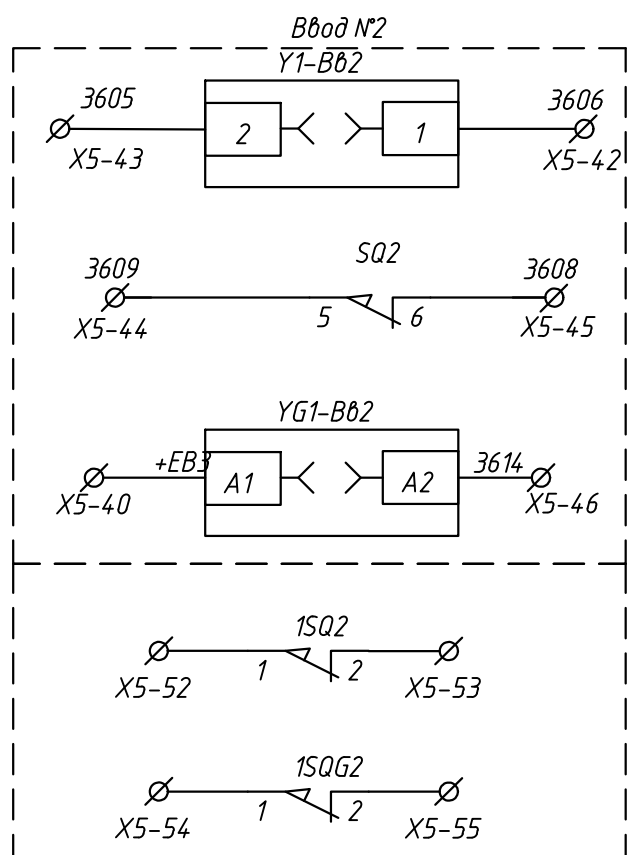 Ввод №2
Y1-Вв2
3605 3606
2 1
X5-43 X5-42
SQ2
3609 3608
X5-44 5 6 X5-45
YG1-Вв2
+ЕВ3 3614
A1 A2
X5-40 X5-46
1SQ2
1 2
X5-52 X5-53
1SQG2
1 2
X5-54 X5-55